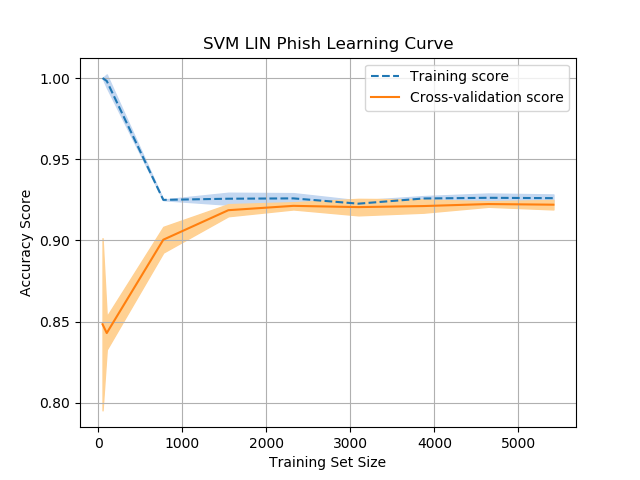 SVM LIN Phish Learning Curve
Training score
Cross-validation score
1.00
0.95
0.90
0.85
0.80
Accuracy Score
0 1000 2000 3000 4000 5000
Training Set Size